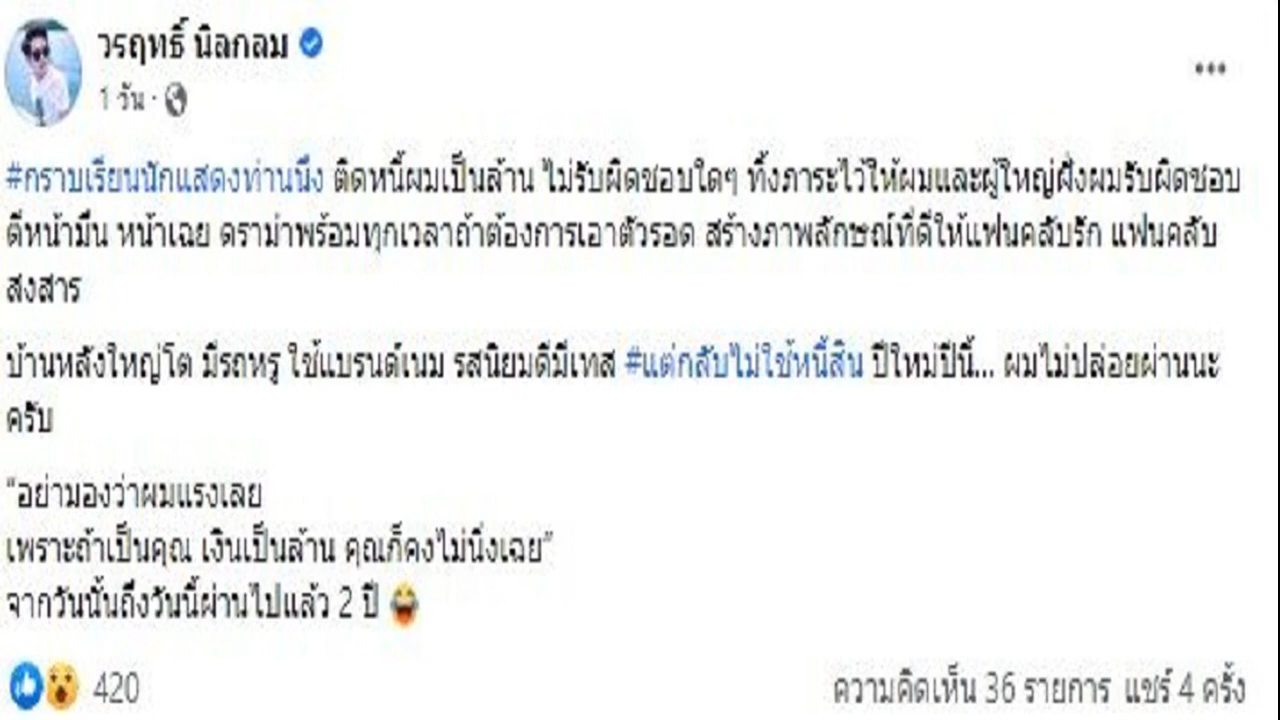 วรฤทธิ์ นิลกลม
1 วัน ·
#กราบเรียนนักแสดงท่านนึง ติดหนี้ผมเป็นล้าน ไม่รับผิดชอบใดๆ ทิ้งภาระไว้ให้ผมและผู้ใหญ่ฝั่งผมรับผิดชอบ
ตีหน้ามึน หน้าเฉย ดราม่าพร้อมทุกเวลาถ้าต้องการเอาตัวรอด สร้างภาพลักษณ์ที่ดีให้แฟนคลับรัก แฟนคลับ
สงสาร
บ้านหลังใหญ่โต มีรถหรู ใช้แบรนด์เนม รสนิยมดีมีเทส #แต่กลับไม่ใช้หนี้สิน ปีใหม่ปีนี้... ผมไม่ปล่อยผ่านนะ
ครับ
"อย่ามองว่าผมแรงเลย
เพราะถ้าเป็นคุณ เงินเป็นล้าน คุณก็คงไม่นิ่งเฉย"
จากวันนั้นถึงวันนี้ผ่านไปแล้ว 2 ปี 😂
420
ความคิดเห็น 36 รายการ แชร์ 4 ครั้ง